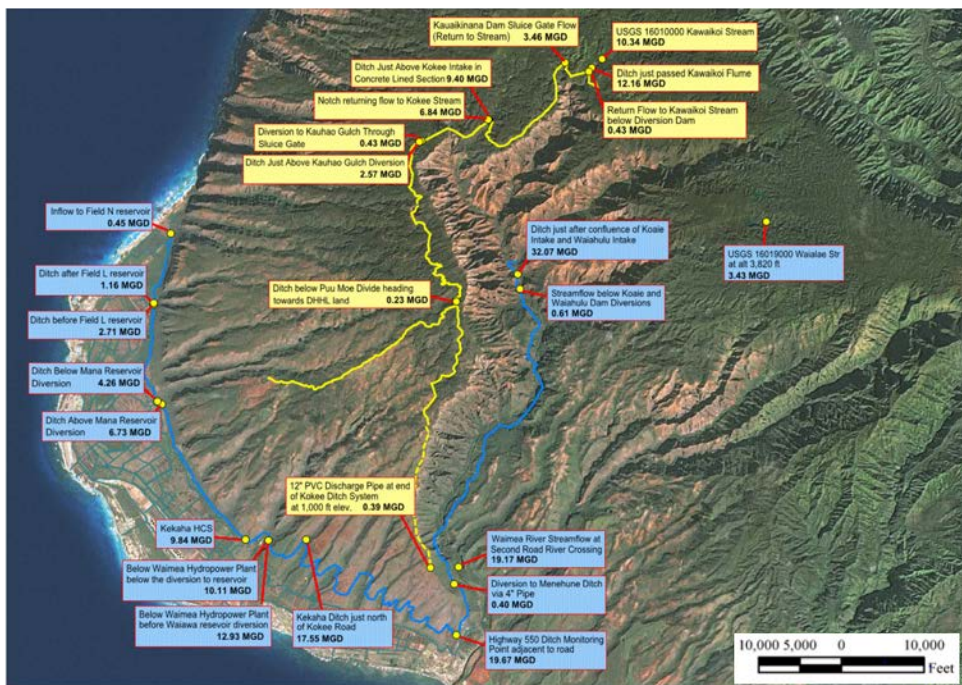 Kauaikinana Dam Sluice Gate Flow
(Return to Stream)
3.46 MGD
USGS 16010000 Kawaikoi Stream
10.34 MGD
Ditch Just Above Kokee Intake in
Concrete Lined Section 9.40 MGD
Ditch just passed Kawaikoi Flume
12.16 MGD
Notch returning flow to Kokee Stream
6.84 MGD
Return Flow to Kawaikoi Stream
below Diversion Dam
0.43 MGD
Diversion to Kauhao Gulch Through
Sluice Gate
0.43 MGD
Ditch Just Above Kauhao Gulch Diversion
2.57 MGD
Inflow to Field N reservoir
0.45 MGD
Ditch just after confluence of Koaie
Intake and Waiahulu Intake
32.07 MGD
USGS 16019000 Waialae Str
at alt 3,820 ft
3.43 MGD
Ditch after Field L reservoir
1.16 MGD
Ditch below Puu Moe Divide heading
towards DHHL land
0.23 MGD
Streamflow below Koaie and
Waiahulu Dam Diversions
0.61 MGD
Ditch before Field L reservoir
2.71 MGD
Ditch Below Mana Reservoir
Diversion
4.26 MGD
Ditch Above Mana Reservoir
Diversion
6.73 MGD
12" PVC Discharge Pipe at end
of Kokee Ditch System
at 1,000 ft elev.
0.39 MGD
Kekaha HCS
9.84 MGD
Waimea River Streamflow at
Second Road River Crossing
19.17 MGD
Below Waimea Hydropower Plant
below the diversion to reservoir
10.11 MGD
Diversion to Menehune Ditch
via 4" Pipe
0.40 MGD
Below Waimea Hydropower Plant
before Waiawa resevoir diversion
12.93 MGD
Kekaha Ditch just north
of Kokee Road
17.55 MGD
Highway 550 Ditch Monitoring
Point adjacent to road
19.67 MGD
10,000 5,000 0 10,000
Feet